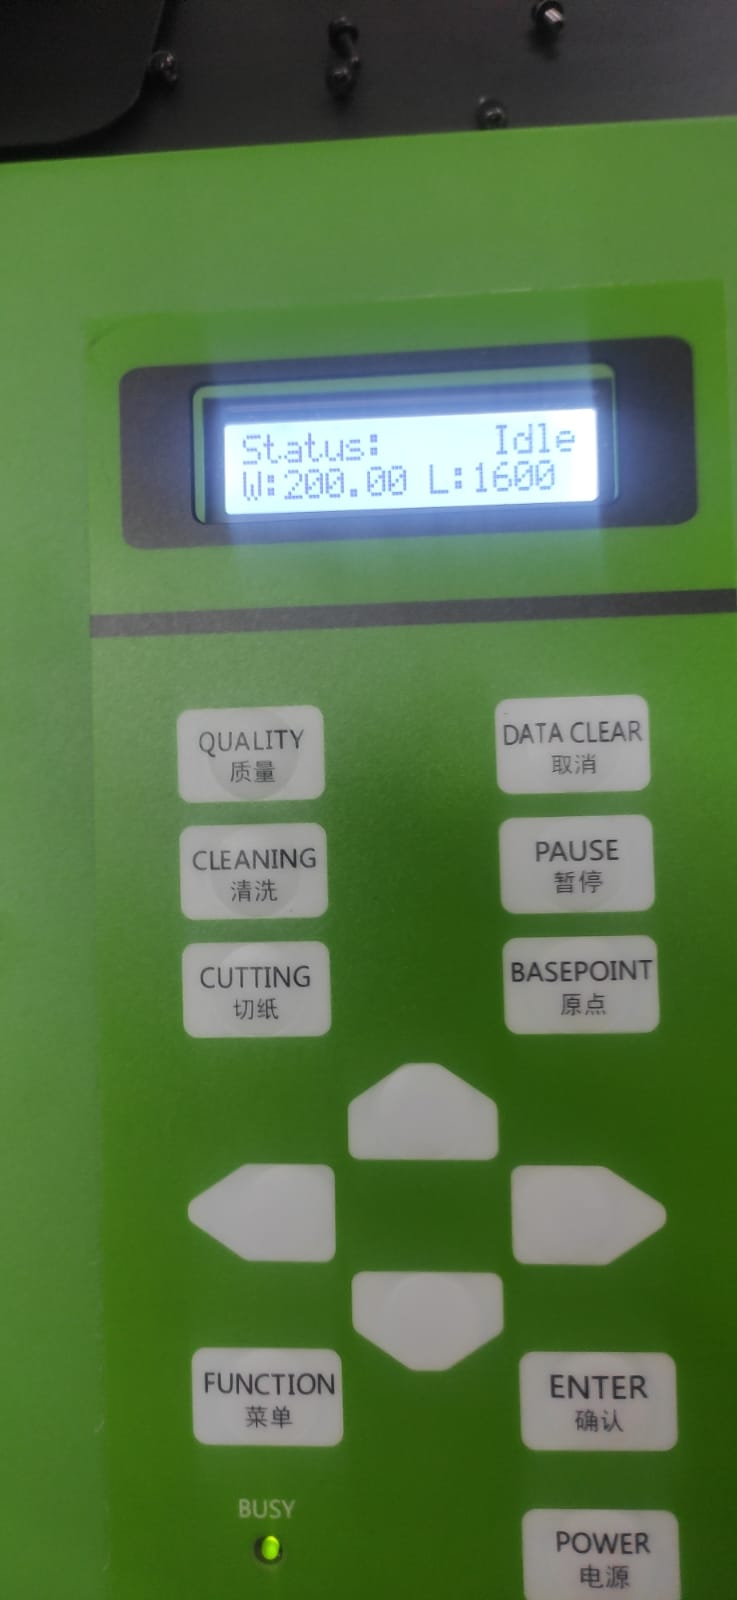 Status: Idle
W:200.00 L:1600
QUALITY
质量
DATA CLEAR
取消
CLEANING
清洗
PAUSE
暂停
CUTTING
切纸
BASEPOINT
原点
FUNCTION
菜单
ENTER
确认
BUSY
POWER
电源